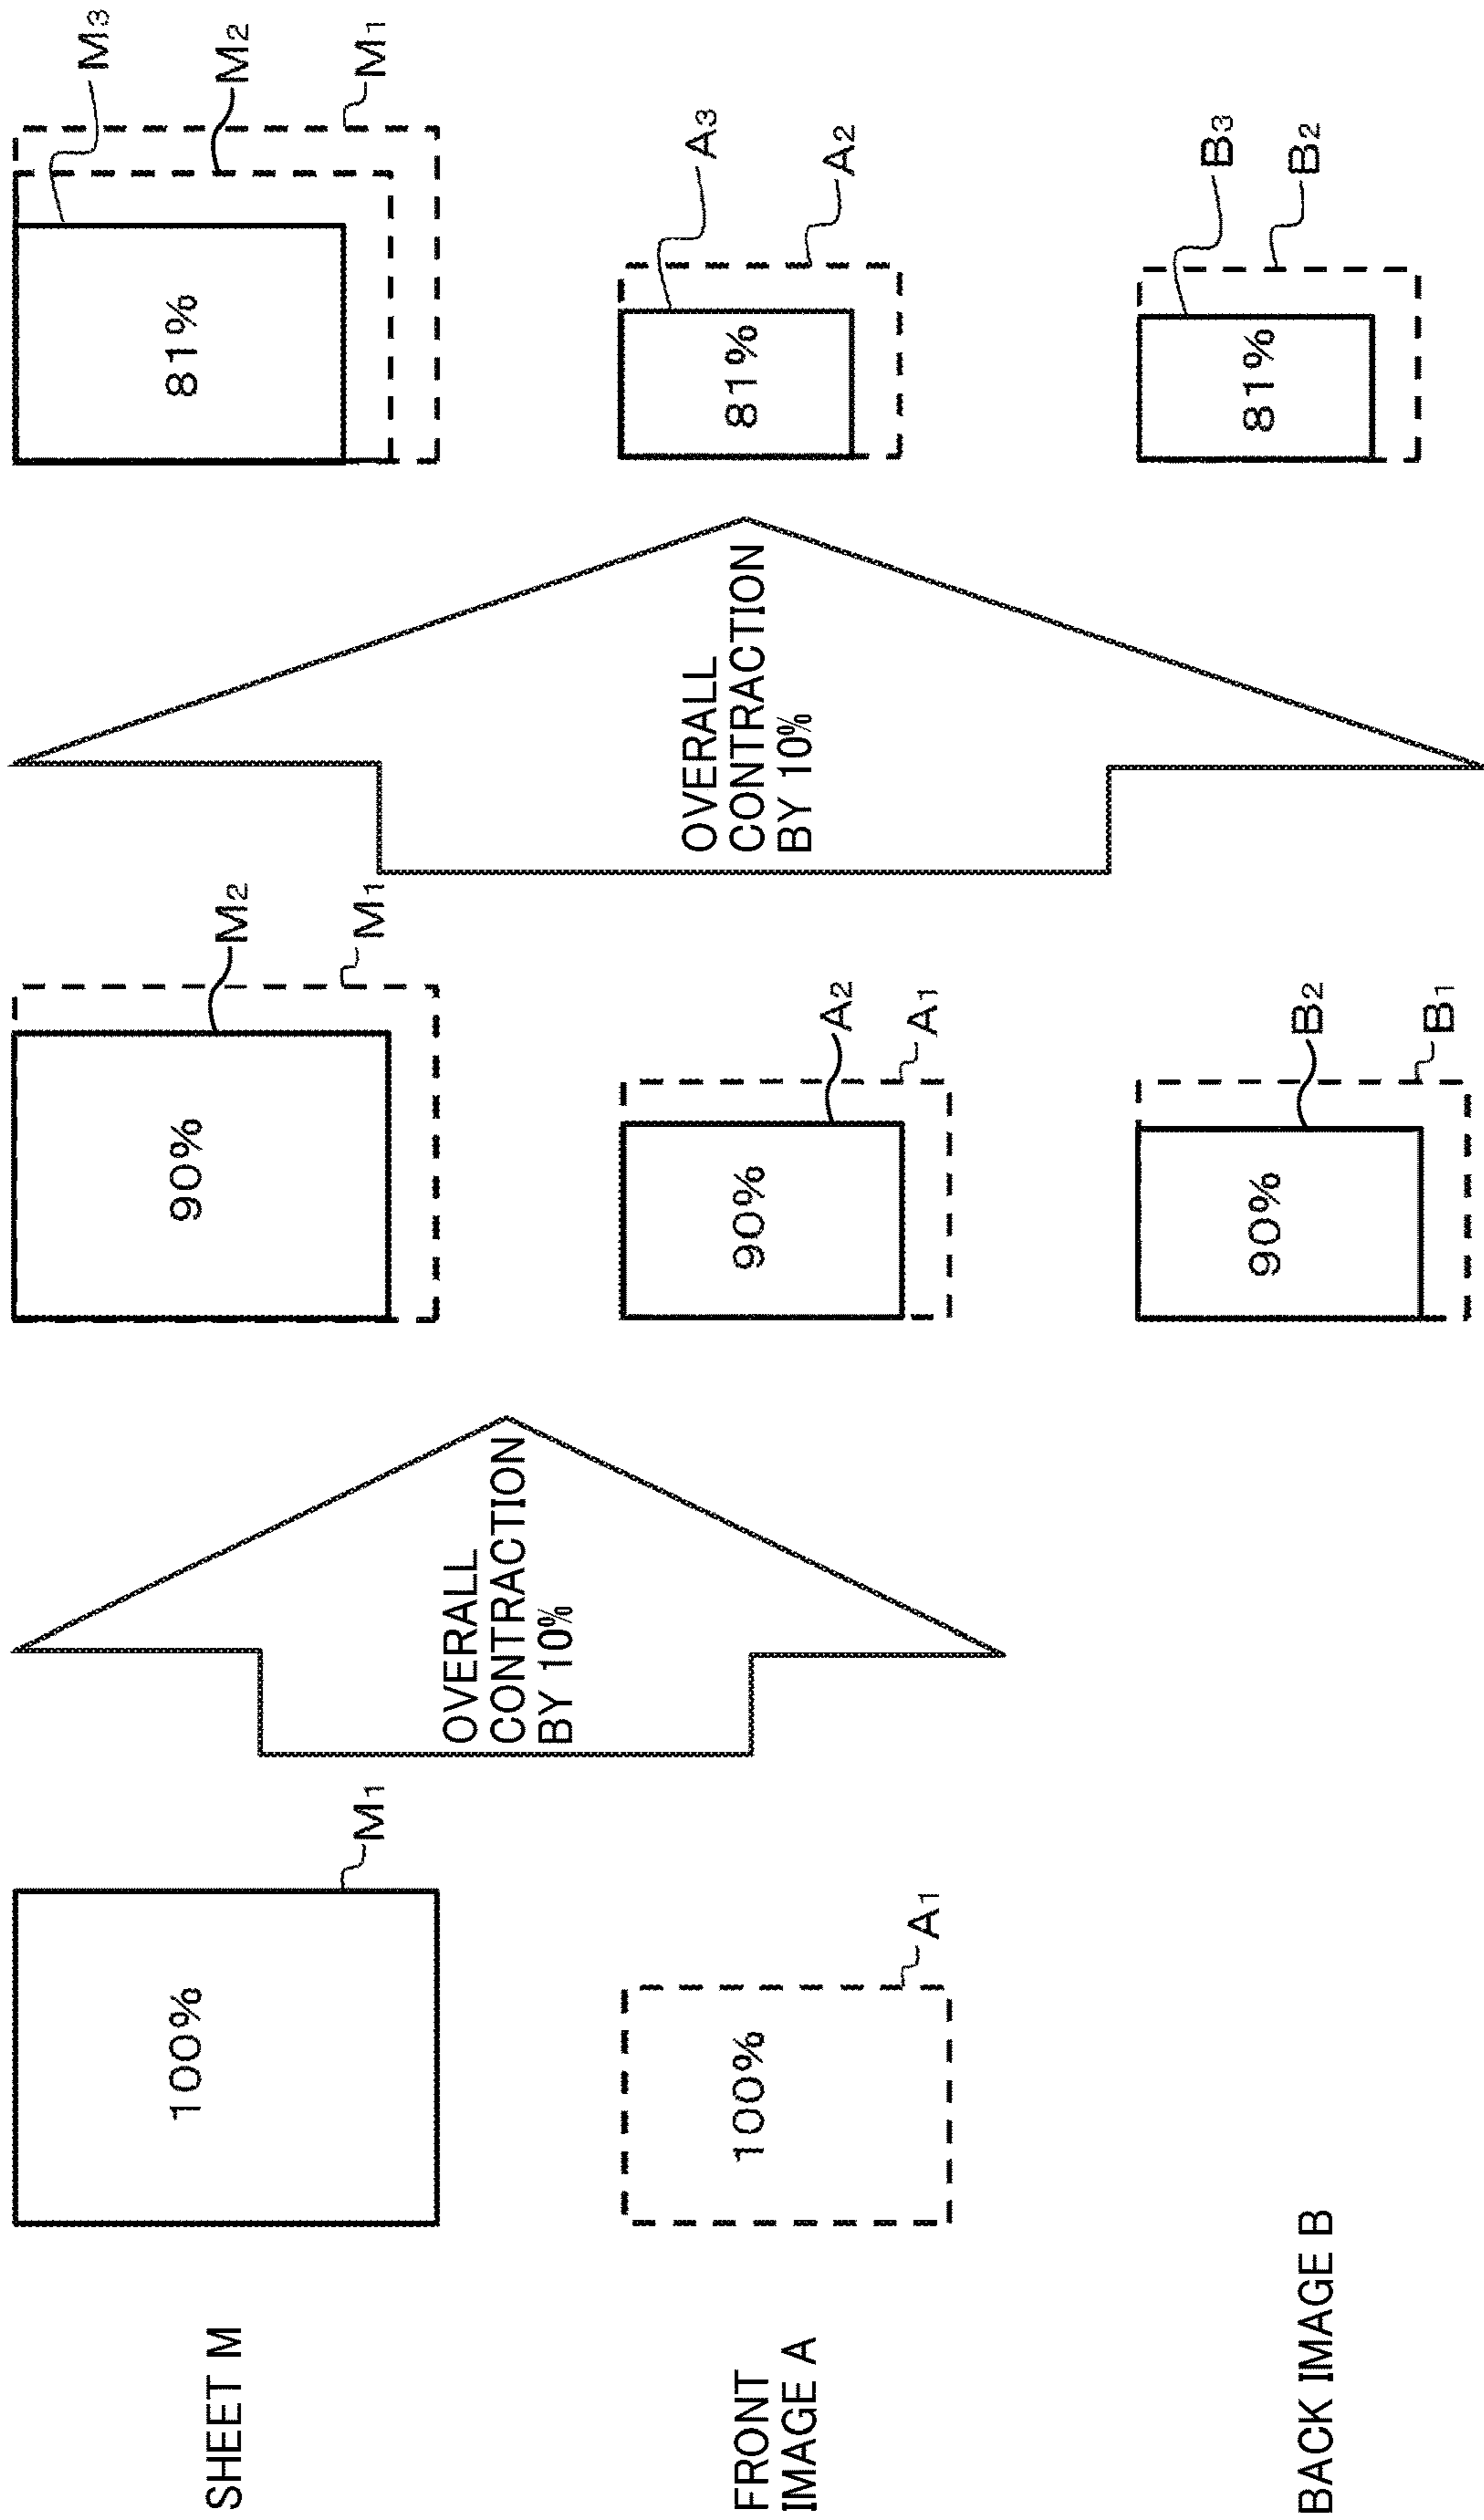 SHEET M
100%
M1
OVERALL
CONTRACTION
BY 10%
90%
M2
M1
OVERALL
CONTRACTION
BY 10%
81%
M3
M2
M1
FRONT
IMAGE A
100%
A1
90%
A2
A1
81%
A3
A2
BACK IMAGE B
90%
B2
B1
81%
B3
B2